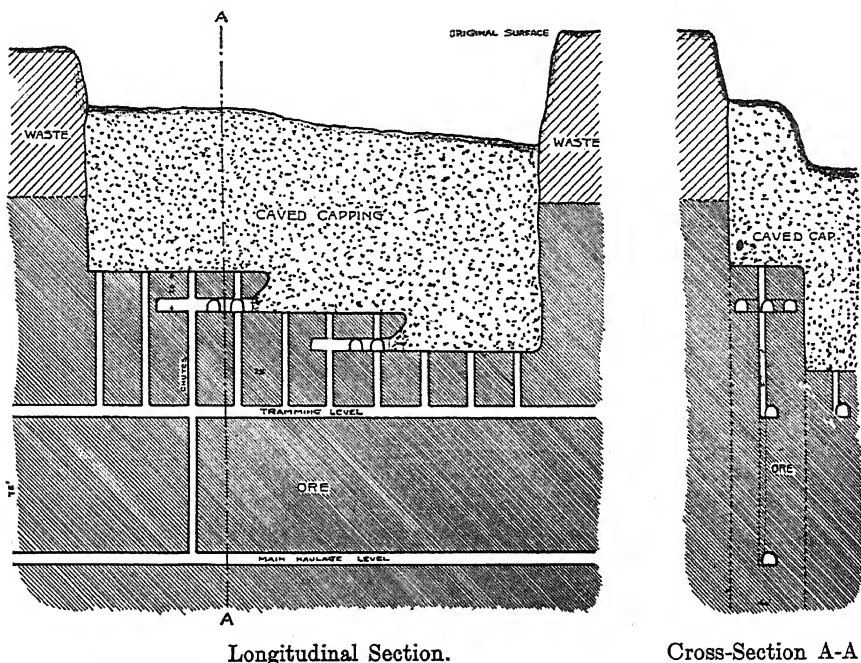 A
ORIGINAL SURFACE
WASTE
WASTE
CAVED CAPPING
CAVED CAP.
CHUTES
TRAMMING LEVEL
ORE
ORE
MAIN HAULAGE LEVEL
A
Longitudinal Section.
Cross-Section A-A